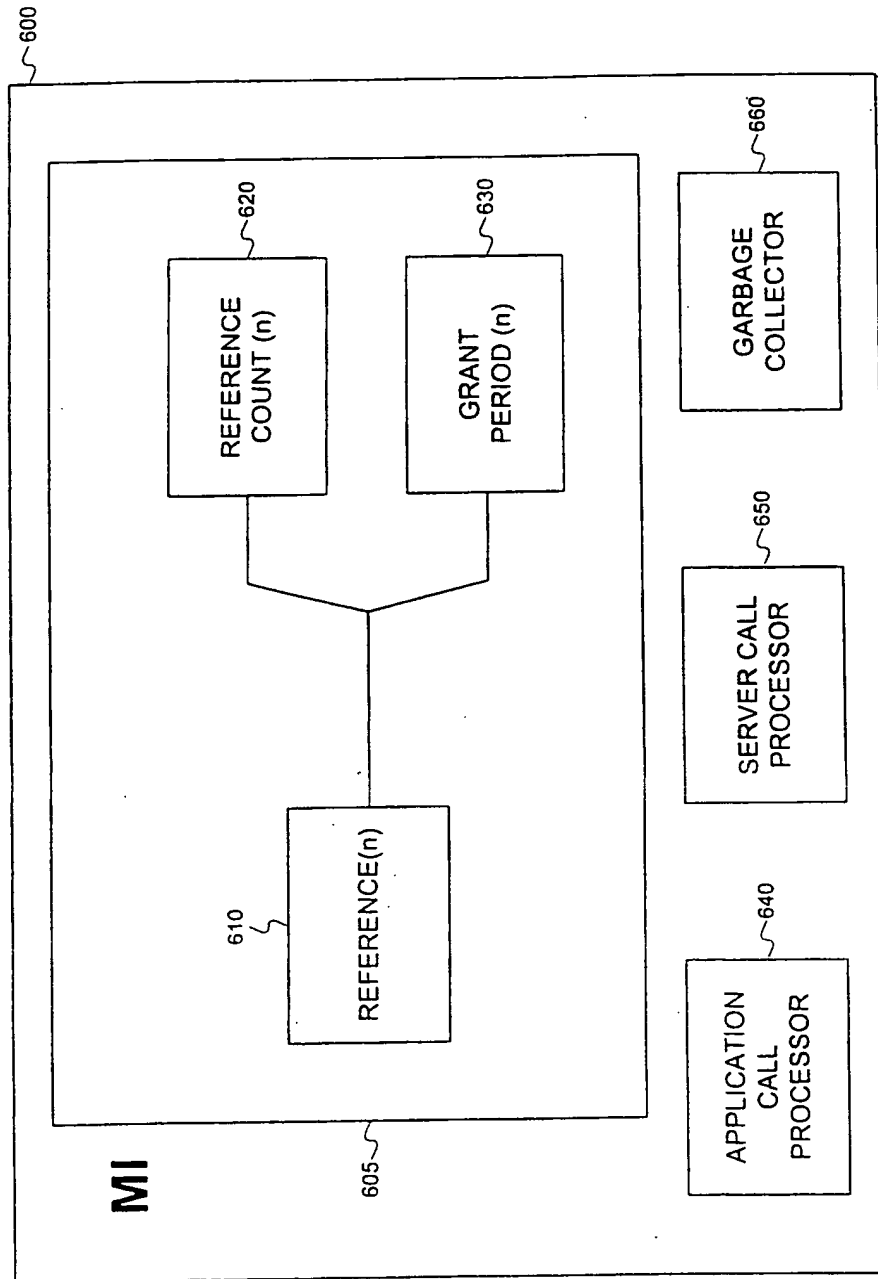 600
MI
605
610
REFERENCE(n)
REFERENCE
COUNT (n)
620
GRANT
PERIOD (n)
630
APPLICATION
CALL
PROCESSOR
640
SERVER CALL
PROCESSOR
650
GARBAGE
COLLECTOR
660